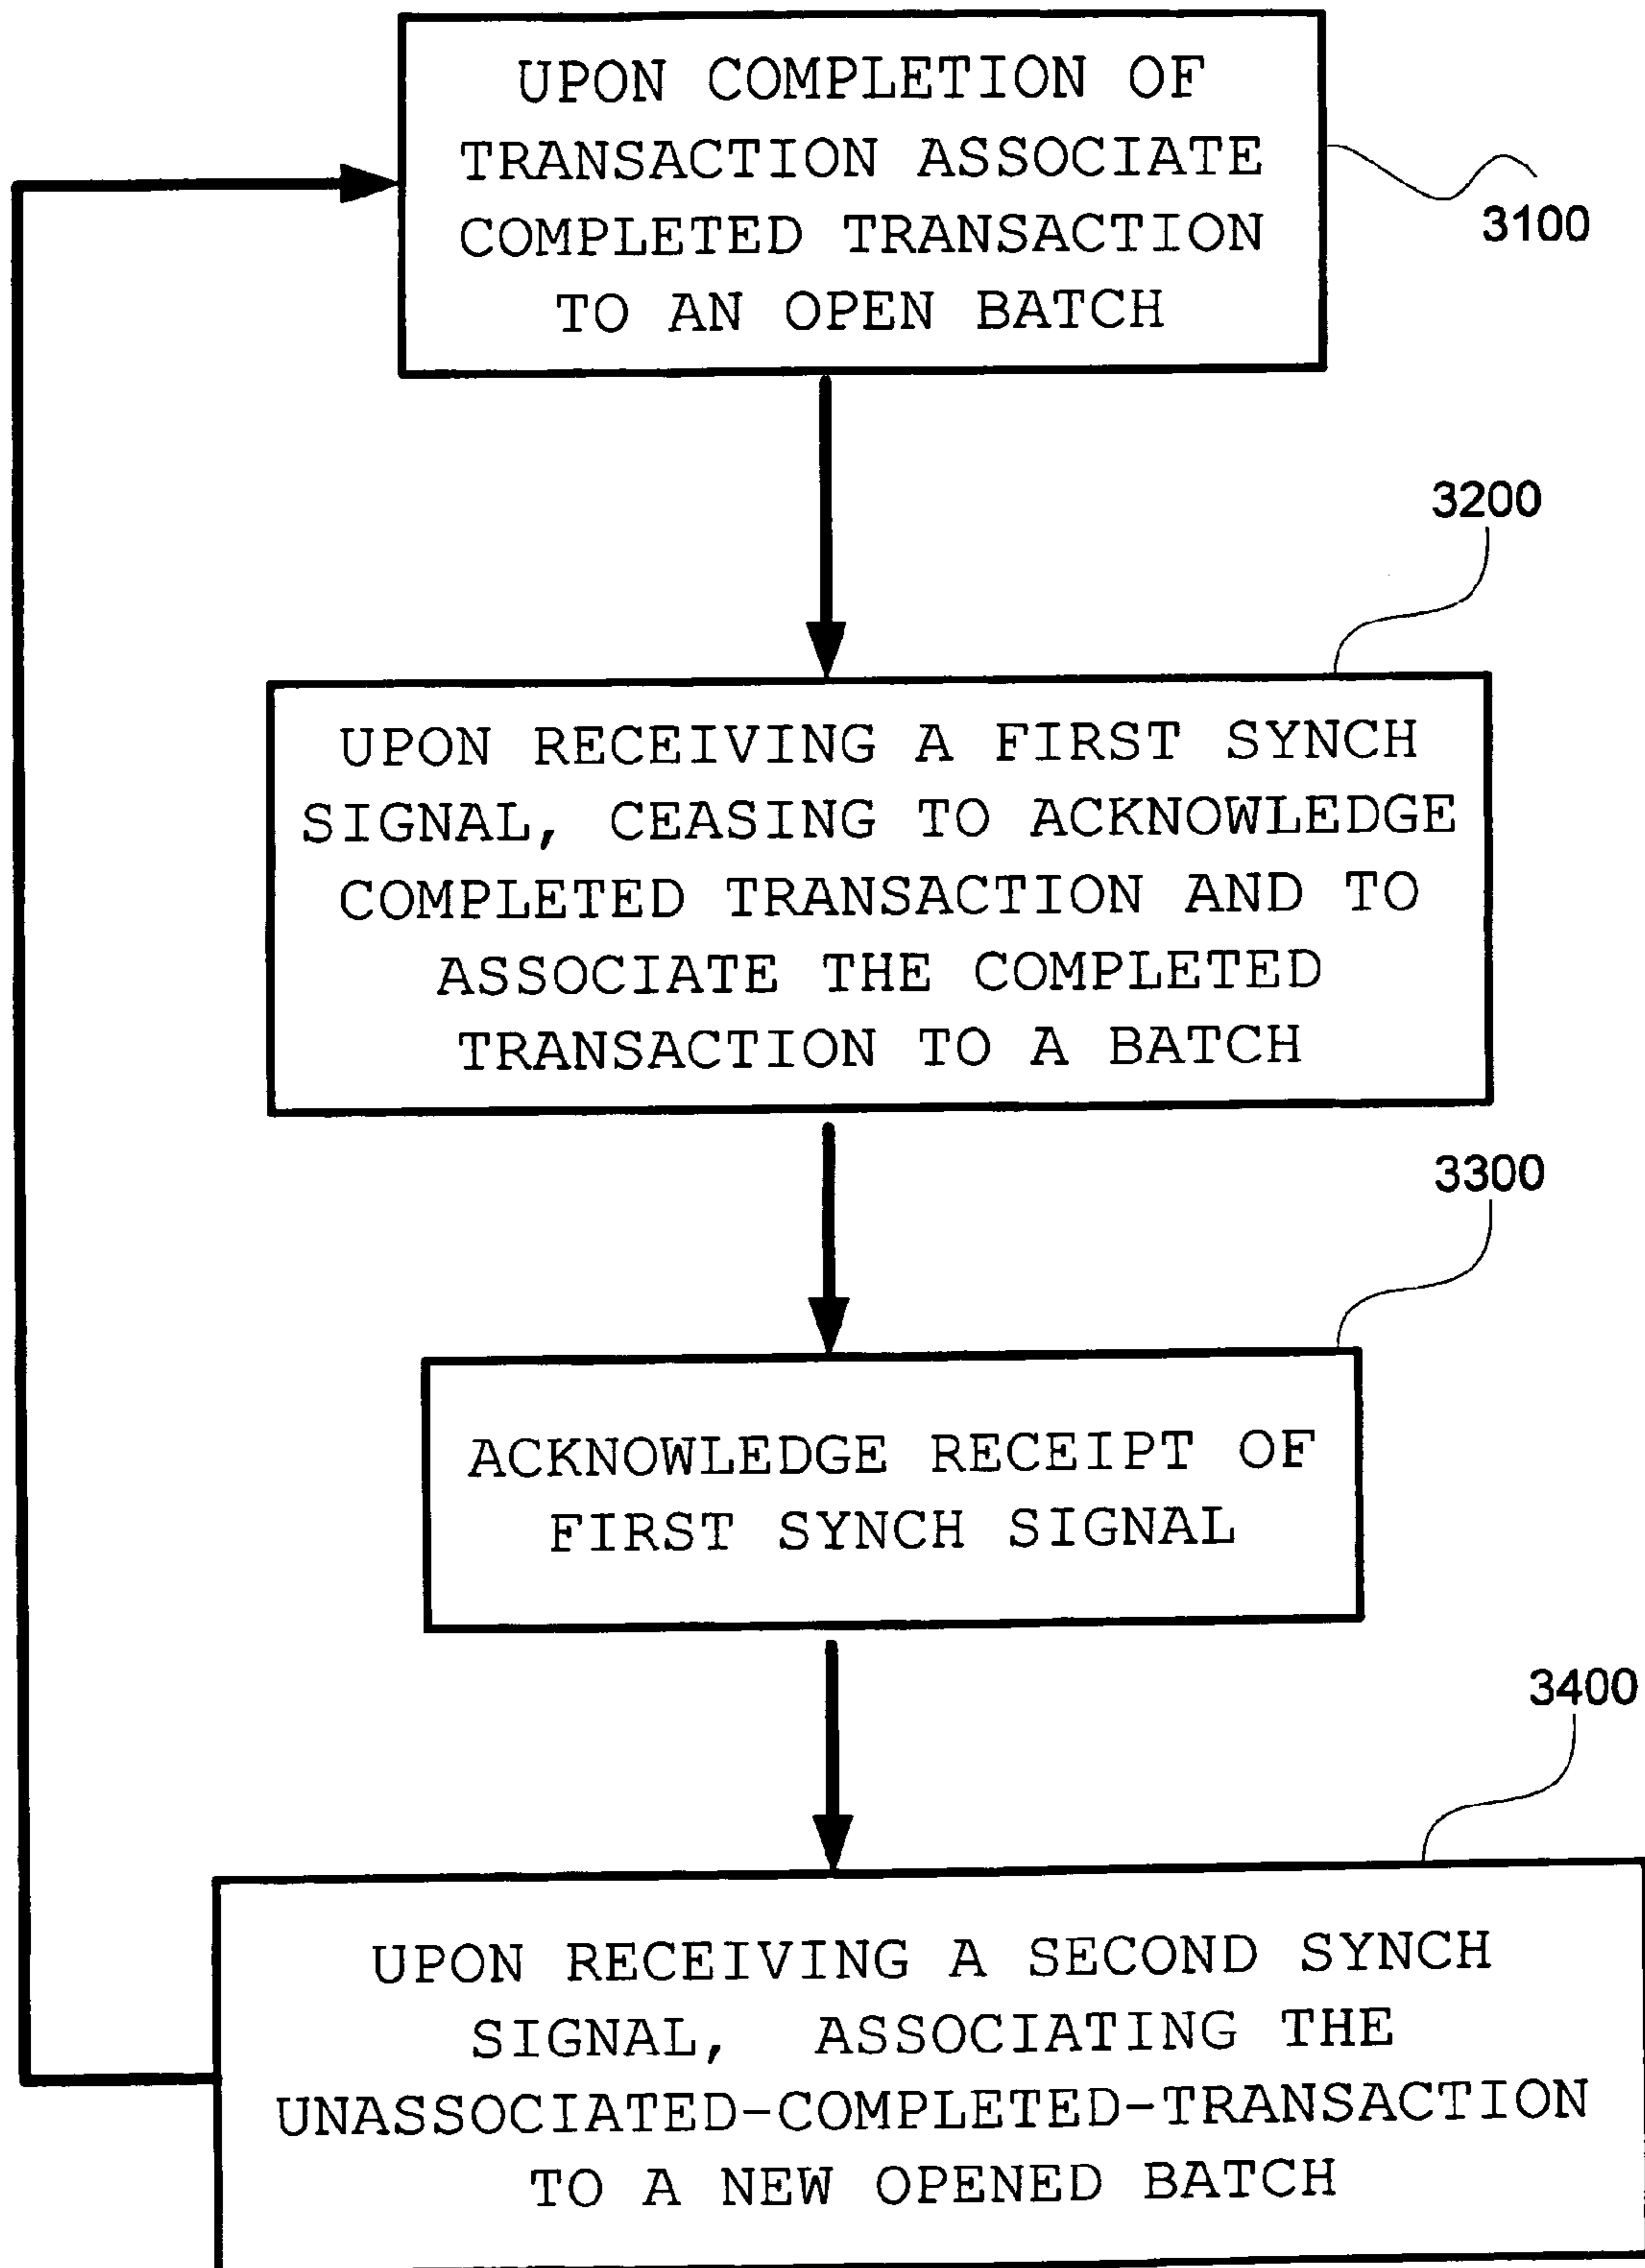 UPON COMPLETION OF
TRANSACTION ASSOCIATE
COMPLETED TRANSACTION
TO AN OPEN BATCH
3100
3200
UPON RECEIVING A FIRST SYNCH
SIGNAL, CEASING TO ACKNOWLEDGE
COMPLETED TRANSACTION AND TO
ASSOCIATE THE COMPLETED
TRANSACTION TO A BATCH
3300
ACKNOWLEDGE RECEIPT OF
FIRST SYNCH SIGNAL
3400
UPON RECEIVING A SECOND SYNCH
SIGNAL, ASSOCIATING THE
UNASSOCIATED-COMPLETED-TRANSACTION
TO A NEW OPENED BATCH